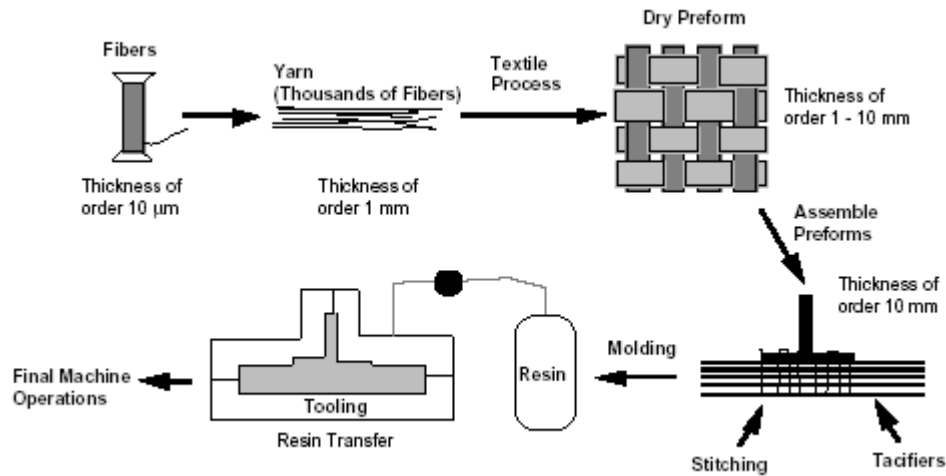 Dry Preform
Fibers
Yarn
(Thousands of Fibers)
Textile
Process
Thickness of
order 1 - 10 mm
Thickness of
order 10 μm
Thickness of
order 1 mm
Assemble
Preforms
Thickness of
order 10 mm
Molding
Resin
Final Machine
Operations
Tooling
Resin Transfer
Stitching
Tacifiers